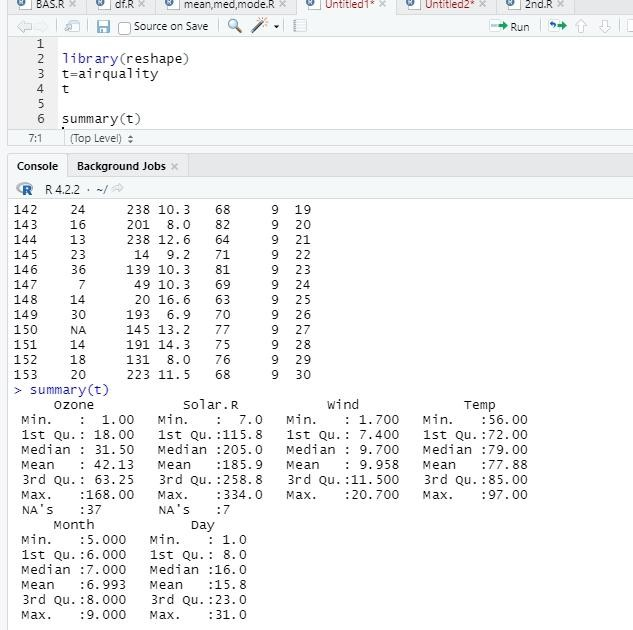 BAS.R df.R mean,med,mode.R Untitled1* Untitled2* 2nd.R
Source on Save Run
1
2 library(reshape)
3 t=airquality
4 t
5
6 summary(t)
7:1 (Top Level)
Console Background Jobs
R 4.2.2 · ~/
142 24 238 10.3 68 9 19
143 16 201 8.0 82 9 20
144 13 238 12.6 64 9 21
145 23 14 9.2 71 9 22
146 36 139 10.3 81 9 23
147 7 49 10.3 69 9 24
148 14 20 16.6 63 9 25
149 30 193 6.9 70 9 26
150 NA 145 13.2 77 9 27
151 14 191 14.3 75 9 28
152 18 131 8.0 76 9 29
153 20 223 11.5 68 9 30
> summary(t)
Ozone Solar.R Wind Temp
Min. : 1.00 Min. : 7.0 Min. : 1.700 Min. :56.00
1st Qu.: 18.00 1st Qu.:115.8 1st Qu.: 7.400 1st Qu.:72.00
Median : 31.50 Median :205.0 Median : 9.700 Median :79.00
Mean : 42.13 Mean :185.9 Mean : 9.958 Mean :77.88
3rd Qu.: 63.25 3rd Qu.:258.8 3rd Qu.:11.500 3rd Qu.:85.00
Max. :168.00 Max. :334.0 Max. :20.700 Max. :97.00
NA's :37 NA's :7
Month Day
Min. :5.000 Min. : 1.0
1st Qu.:6.000 1st Qu.: 8.0
Median :7.000 Median :16.0
Mean :6.993 Mean :15.8
3rd Qu.:8.000 3rd Qu.:23.0
Max. :9.000 Max. :31.0